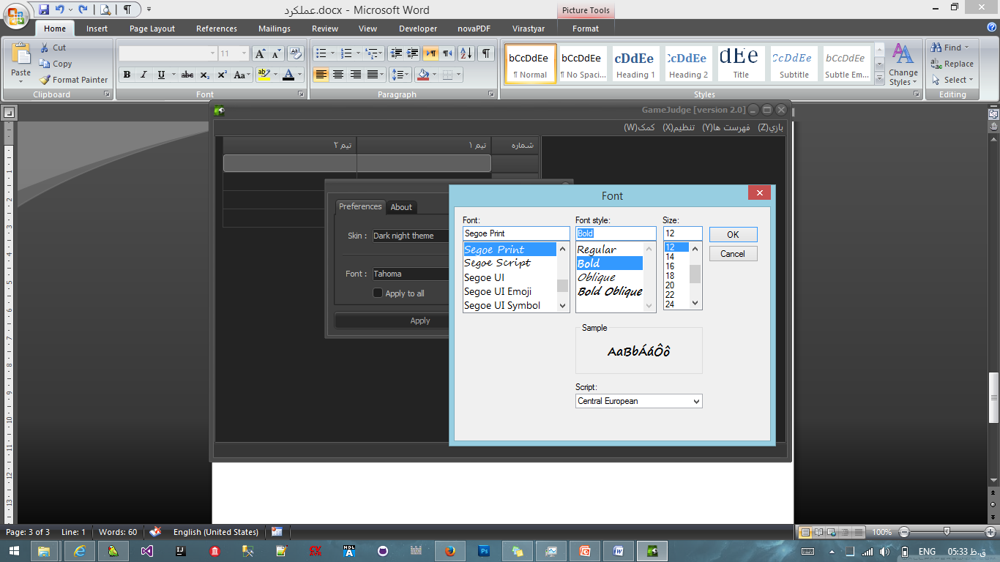 عملکرد.docx - Microsoft Word
Picture Tools
Home Insert Page Layout References Mailings Review View Developer novaPDF Virastyar Format
Paste
Cut
Copy
Format Painter
Clipboard
11
B I U abc X₂ X² Aa
Font
Paragraph
bCcDdEe bCcDdEe cDdEe CcDdEe dEe CcDdEe bCcDdEe
¶ Normal ¶ No Spaci... Heading 1 Heading 2 Title Subtitle Subtle Em...
Change Styles
Styles
Find
Replace
Select
Editing
GameJudge [version 2.0]
بازي(Z) فهرست ها(Y) تنظيم(X) کمک(W)
شماره تیم ۱ تیم ۲
Preferences About
Skin : Dark night theme
Font : Tahoma
Apply to all
Apply
Font
Font:
Segoe Print
Segoe Print
Segoe Script
Segoe UI
Segoe UI Emoji
Segoe UI Symbol
Font style:
Bold
Regular
Bold
Oblique
Bold Oblique
Size:
12
12
14
16
18
20
22
24
OK
Cancel
Sample
AaBbÁáÔô
Script:
Central European
Page: 3 of 3 Line: 1 Words: 60 English (United States) 100%
ENG 05:33 ق.ظ